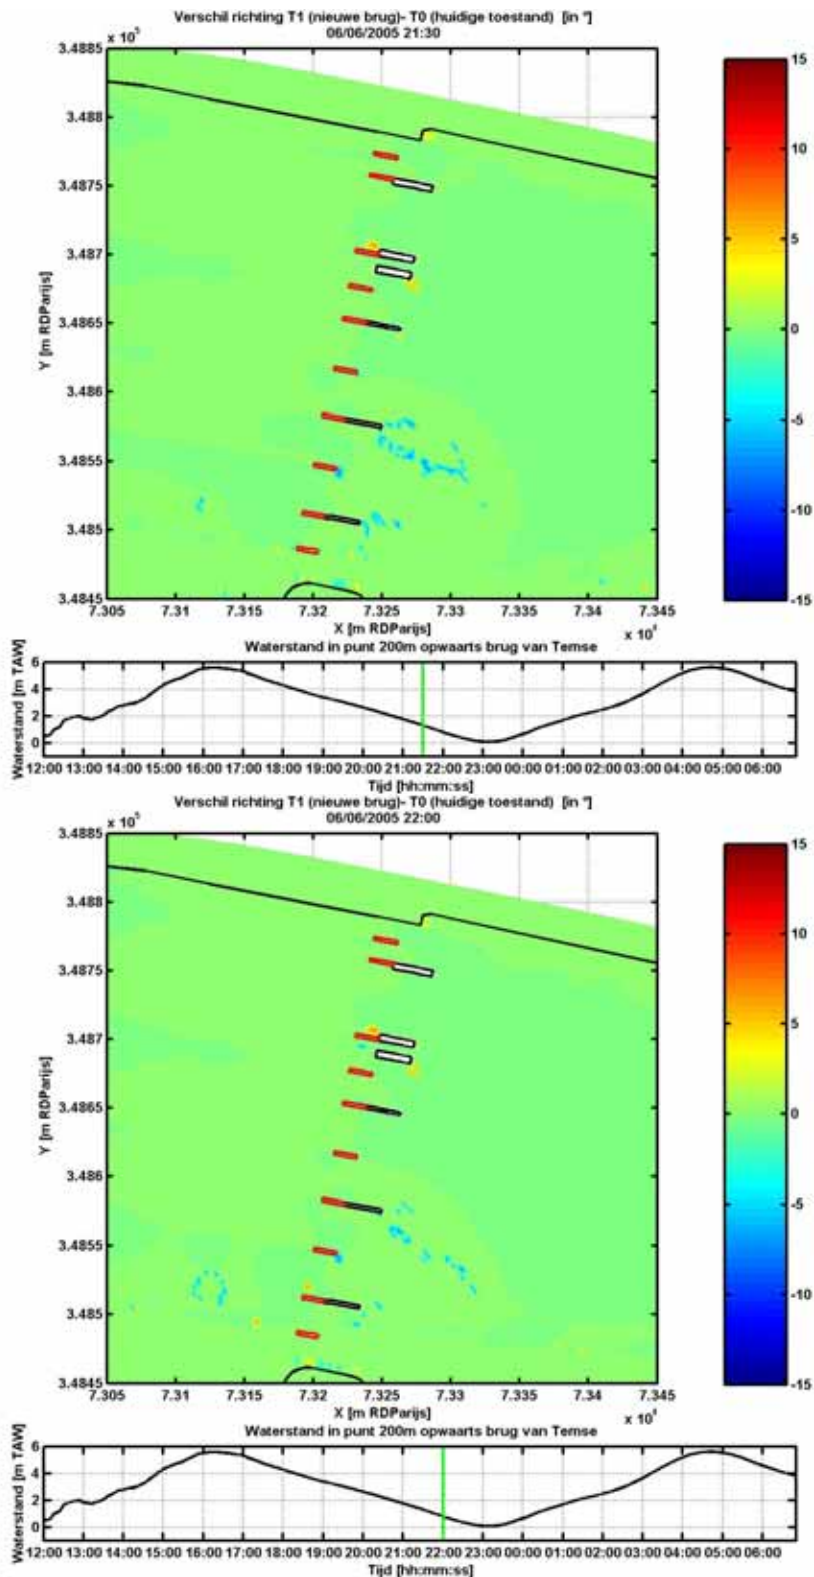 Verschil richting T1 (nieuwe brug)- T0 (huidige toestand) [in °]
06/06/2005 21:30
x 10⁵
3.4885
3.488
3.4875
3.487
3.4865
3.486
3.4855
3.485
3.4845
Y [m RDParijs]
7.305 7.31 7.315 7.32 7.325 7.33 7.335 7.34 7.345
X [m RDParijs]
x 10⁴
15
10
5
0
-5
-10
-15
Waterstand in punt 200m opwaarts brug van Temse
Waterstand [m TAW]
6
4
2
0
12:00 13:00 14:00 15:00 16:00 17:00 18:00 19:00 20:00 21:00 22:00 23:00 00:00 01:00 02:00 03:00 04:00 05:00 06:00
Tijd [hh:mm:ss]
Verschil richting T1 (nieuwe brug)- T0 (huidige toestand) [in °]
06/06/2005 22:00
x 10⁵
3.4885
3.488
3.4875
3.487
3.4865
3.486
3.4855
3.485
3.4845
Y [m RDParijs]
7.305 7.31 7.315 7.32 7.325 7.33 7.335 7.34 7.345
X [m RDParijs]
x 10⁴
15
10
5
0
-5
-10
-15
Waterstand in punt 200m opwaarts brug van Temse
Waterstand [m TAW]
6
4
2
0
12:00 13:00 14:00 15:00 16:00 17:00 18:00 19:00 20:00 21:00 22:00 23:00 00:00 01:00 02:00 03:00 04:00 05:00 06:00
Tijd [hh:mm:ss]